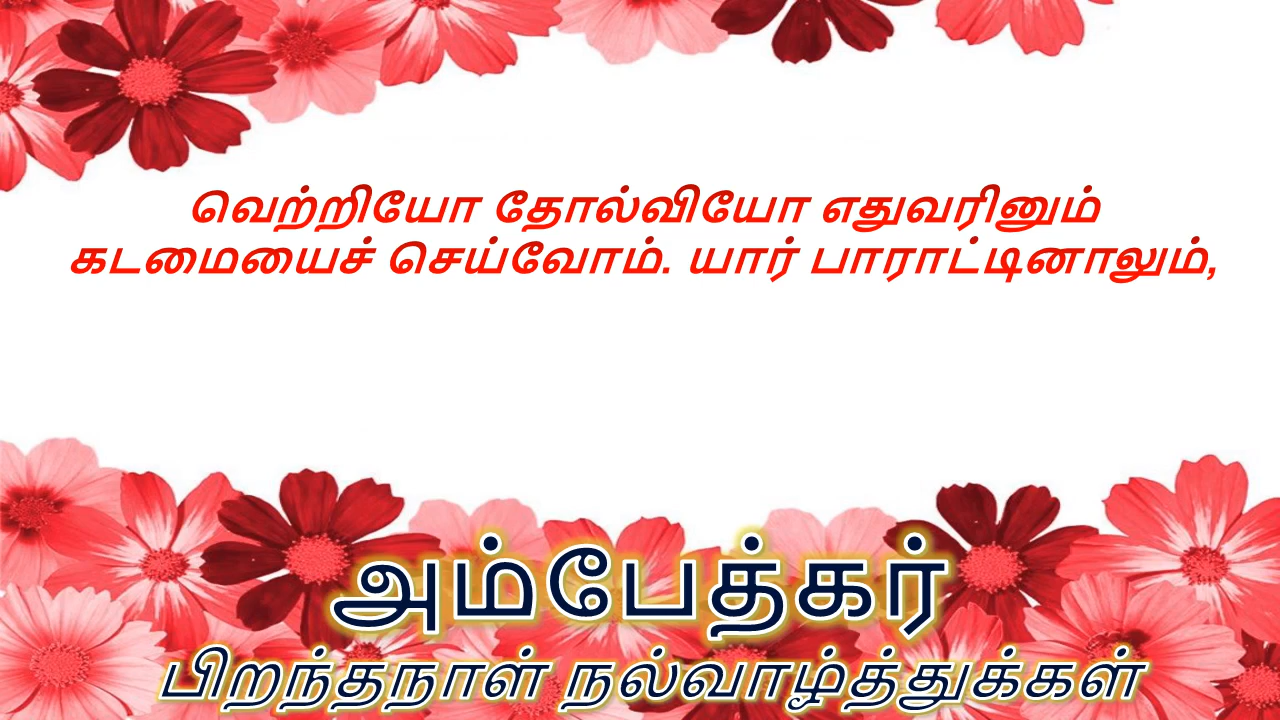 வெற்றியோ தோல்வியோ எதுவரினும்
கடமையைச் செய்வோம். யார் பாராட்டினாலும்,
அம்பேத்கர்
பிறந்தநாள் நல்வாழ்த்துக்கள்